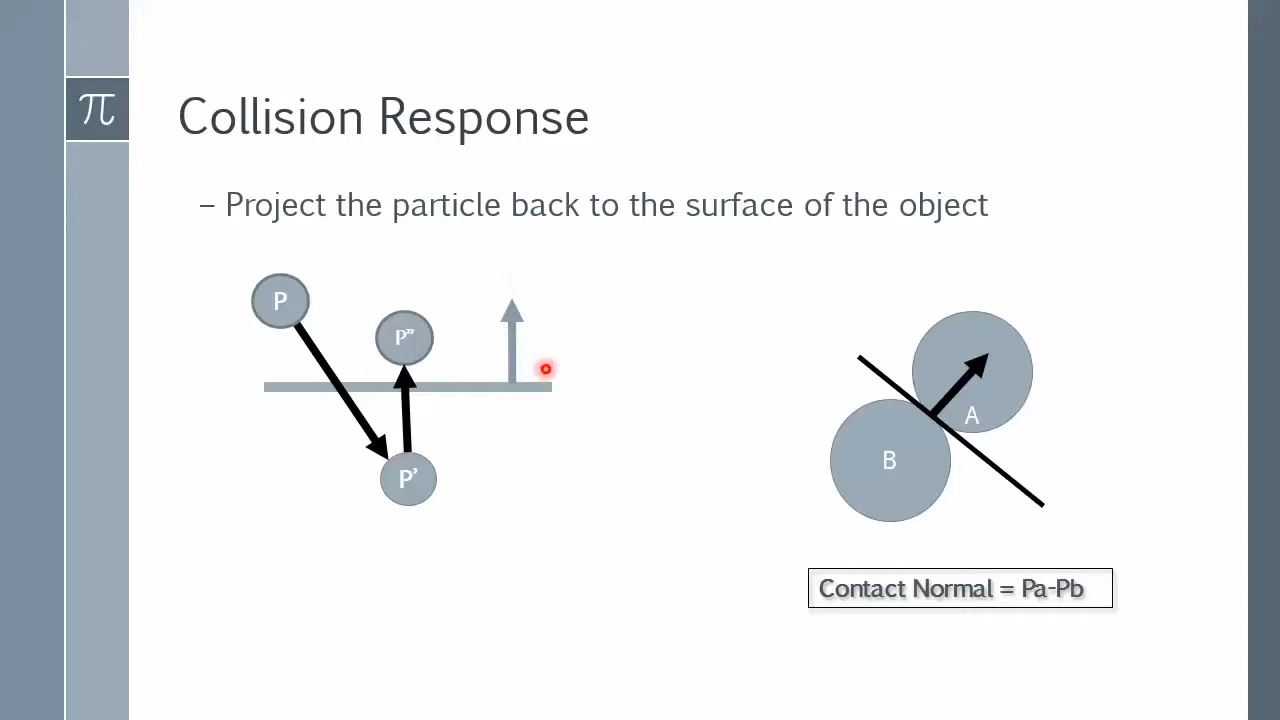 π
Collision Response
– Project the particle back to the surface of the object
P
P”
P’
A
B
Contact Normal = Pa-Pb